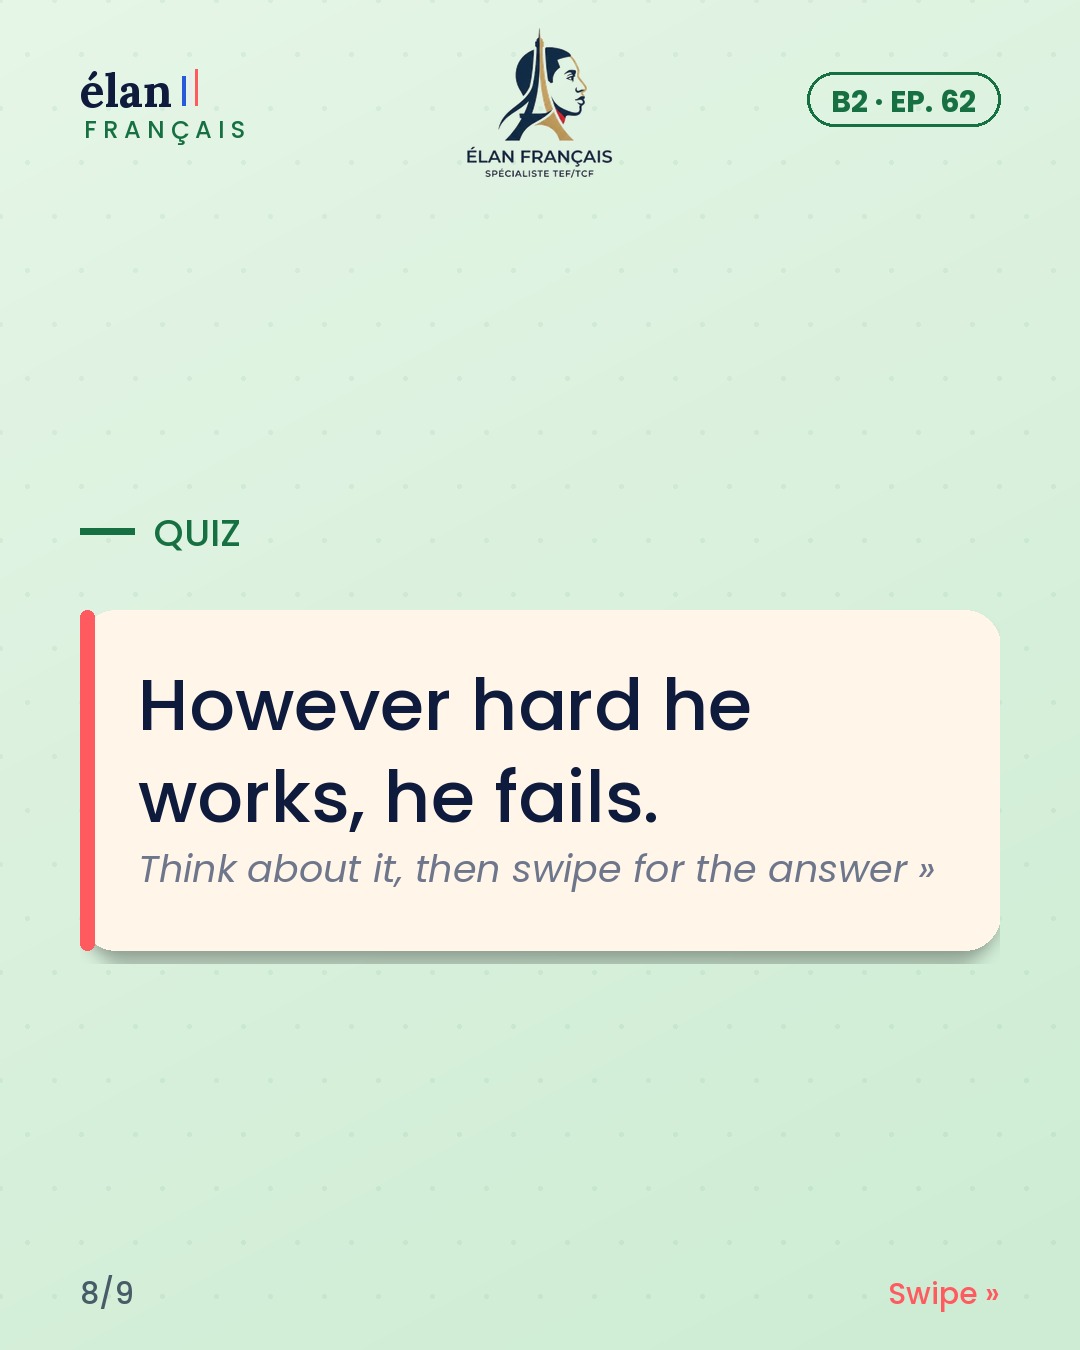 élan
FRANÇAIS
ÉLAN FRANÇAIS
SPÉCIALISTE TEF/TCF
B2 · EP. 62
QUIZ
However hard he
works, he fails.
Think about it, then swipe for the answer »
8/9
Swipe »